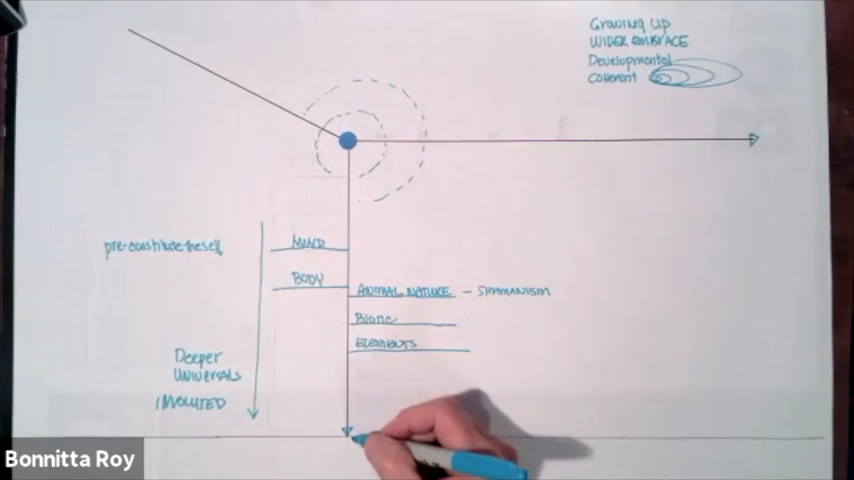 Growing Up
WIDER EMBRACE
Developmental
Coherent
pre-constitute-the self
MIND
BODY
ANIMAL NATURE – SHAMANISM
BIOTIC
ELEMENTS
Deeper
UNIVERSALS
INVOLUTED
Bonnitta Roy